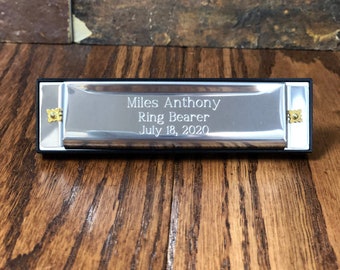 Miles Anthony
Ring Bearer
July 18, 2020